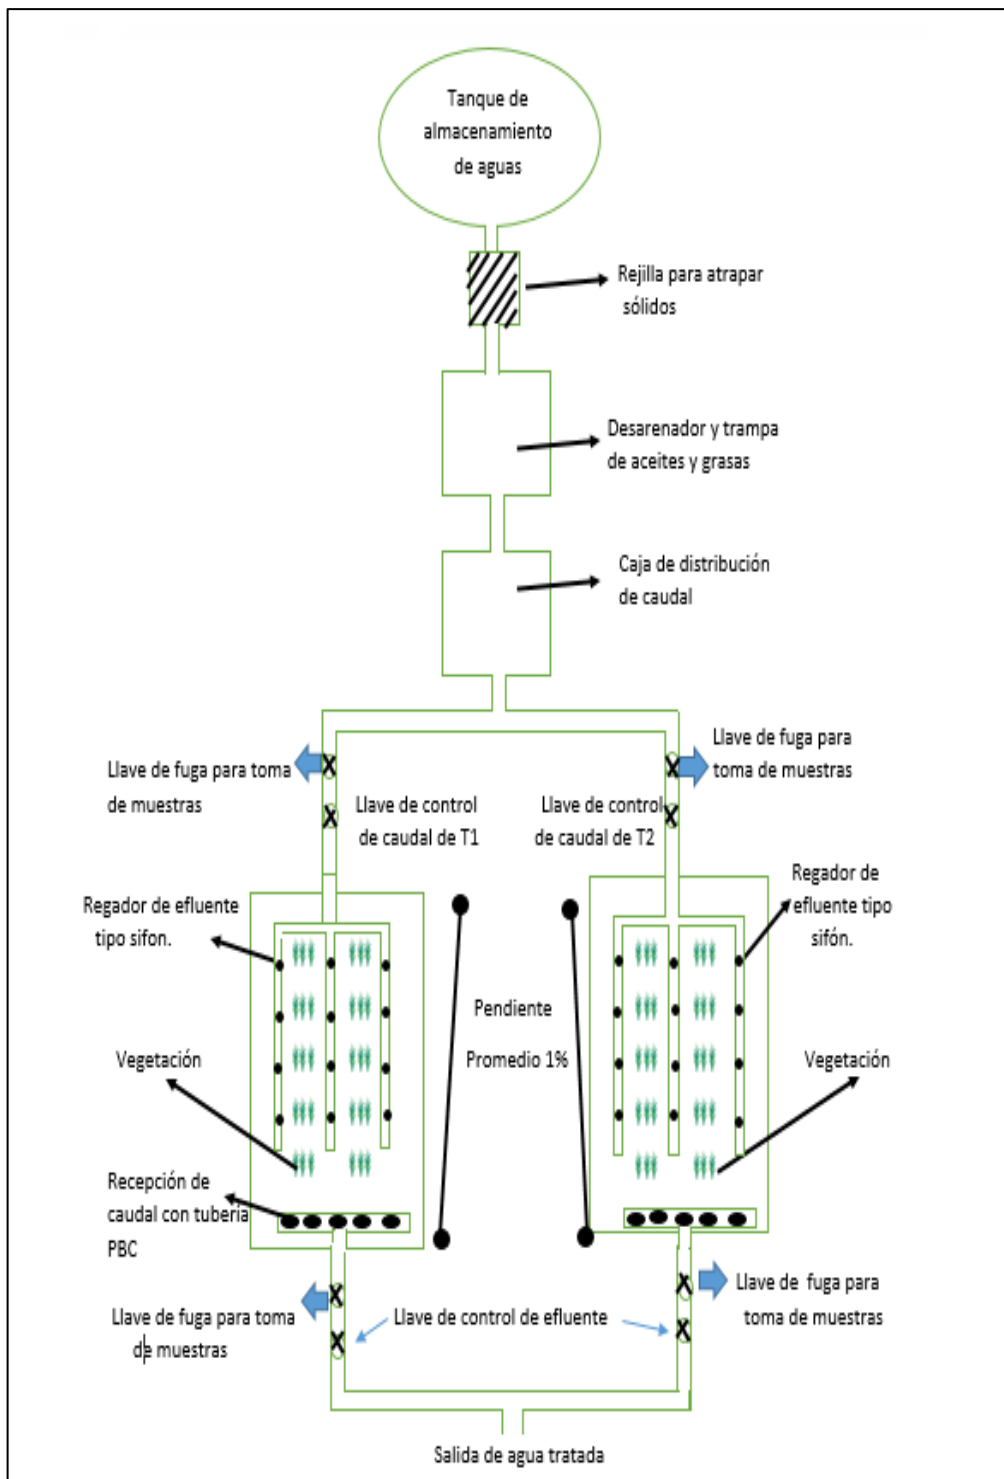 Tanque de
almacenamiento
de aguas
Rejilla para atrapar
sólidos
Desarenador y trampa
de aceites y grasas
Caja de distribución
de caudal
Llave de fuga para toma
de muestras
Llave de fuga para
toma de muestras
Llave de control
de caudal de T1
Llave de control
de caudal de T2
Regador de efluente
tipo sifon.
Regador de
efluente tipo
sifón.
Pendiente
Promedio 1%
Vegetación
Vegetación
Recepción de
caudal con tubería
PBC
Llave de fuga para toma
de muestras
Llave de control de efluente
Llave de fuga para
toma de muestras
Salida de agua tratada